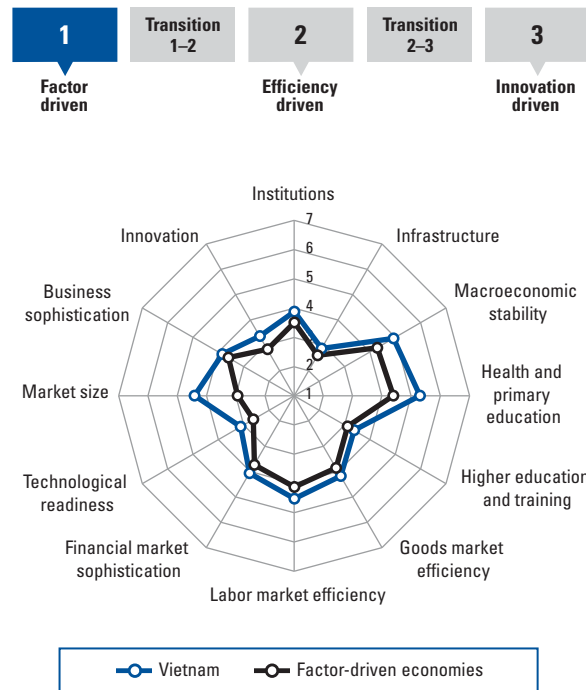 1
Transition
1–2
2
Transition
2–3
3
Factor
driven
Efficiency
driven
Innovation
driven
Institutions
7
6
5
4
3
2
1
Infrastructure
Macroeconomic
stability
Health and
primary
education
Higher education
and training
Goods market
efficiency
Labor market efficiency
Financial market
sophistication
Technological
readiness
Market size
Business
sophistication
Innovation
Vietnam
Factor-driven economies